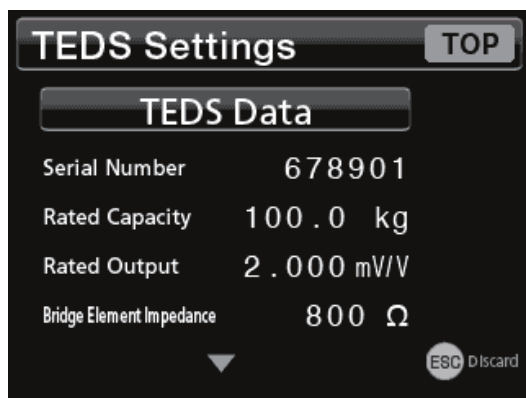 TEDS Settings TOP
TEDS Data
Serial Number 678901
Rated Capacity 100.0 kg
Rated Output 2.000 mV/V
Bridge Element Impedance 800 Ω
ESC Discard